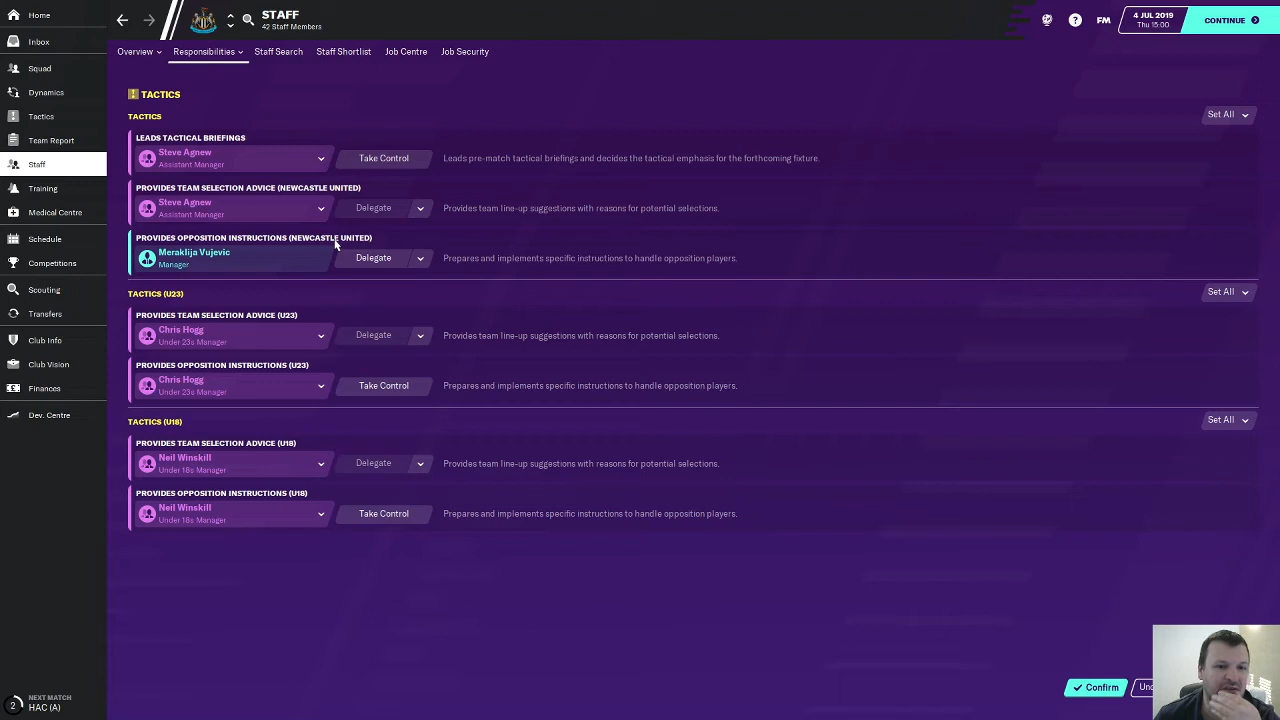 Home
Inbox
Squad
Dynamics
Tactics
Team Report
Staff
Training
Medical Centre
Schedule
Competitions
Scouting
Transfers
Club Info
Club Vision
Finances
Dev. Centre
2
NEXT MATCH
HAC (A)
STAFF
42 Staff Members
?
FM
4 JUL 2019
Thu 15:00
CONTINUE
Overview
Responsibilities
Staff Search
Staff Shortlist
Job Centre
Job Security
TACTICS
TACTICS
Set All
LEADS TACTICAL BRIEFINGS
Steve Agnew
Assistant Manager
Take Control
Leads pre-match tactical briefings and decides the tactical emphasis for the forthcoming fixture.
PROVIDES TEAM SELECTION ADVICE (NEWCASTLE UNITED)
Steve Agnew
Assistant Manager
Delegate
Provides team line-up suggestions with reasons for potential selections.
PROVIDES OPPOSITION INSTRUCTIONS (NEWCASTLE UNITED)
Meraklija Vujevic
Manager
Delegate
Prepares and implements specific instructions to handle opposition players.
TACTICS (U23)
Set All
PROVIDES TEAM SELECTION ADVICE (U23)
Chris Hogg
Under 23s Manager
Delegate
Provides team line-up suggestions with reasons for potential selections.
PROVIDES OPPOSITION INSTRUCTIONS (U23)
Chris Hogg
Under 23s Manager
Take Control
Prepares and implements specific instructions to handle opposition players.
TACTICS (U18)
Set All
PROVIDES TEAM SELECTION ADVICE (U18)
Neil Winskill
Under 18s Manager
Delegate
Provides team line-up suggestions with reasons for potential selections.
PROVIDES OPPOSITION INSTRUCTIONS (U18)
Neil Winskill
Under 18s Manager
Take Control
Prepares and implements specific instructions to handle opposition players.
Confirm